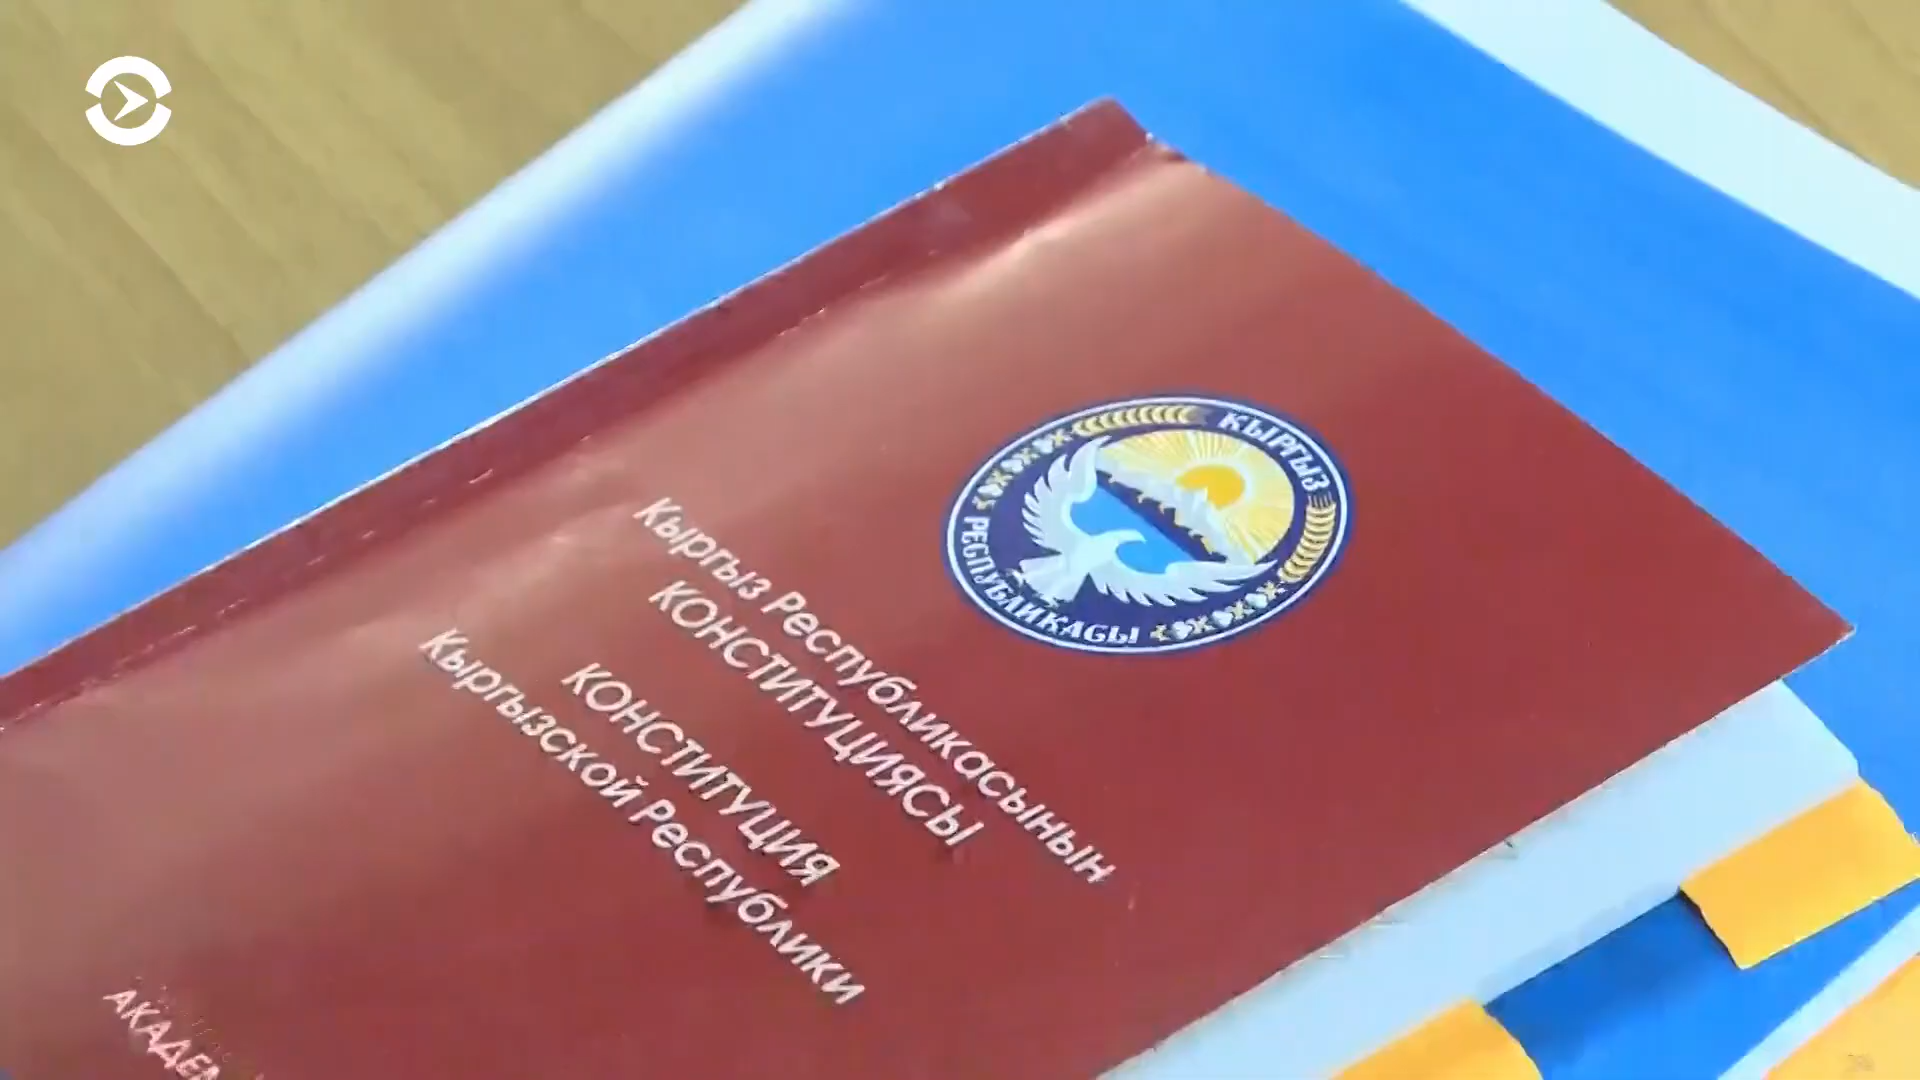 КЫРГЫЗ
РЕСПУБЛИКАСЫ
Кыргыз Республикасынын
КОНСТИТУЦИЯСЫ
КОНСТИТУЦИЯ
Кыргызской Республики